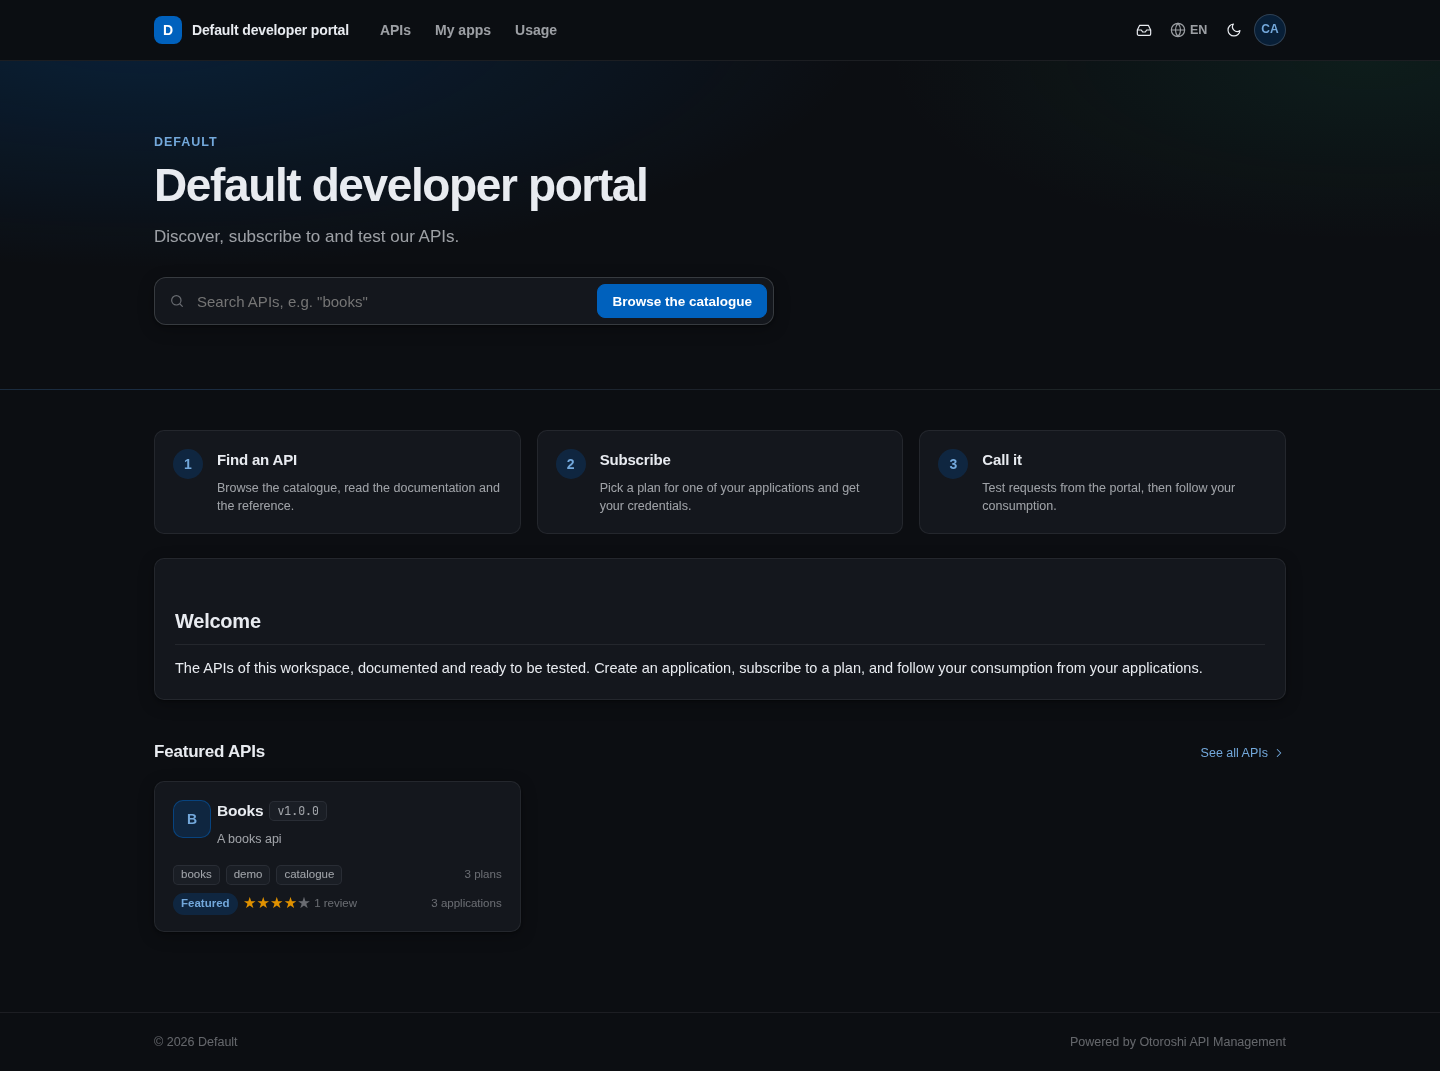 D Default developer portal APIs My apps Usage EN CA
DEFAULT
Default developer portal
Discover, subscribe to and test our APIs.
Search APIs, e.g. "books" Browse the catalogue
1 Find an API
Browse the catalogue, read the documentation and
the reference.
2 Subscribe
Pick a plan for one of your applications and get
your credentials.
3 Call it
Test requests from the portal, then follow your
consumption.
Welcome
The APIs of this workspace, documented and ready to be tested. Create an application, subscribe to a plan, and follow your consumption from your applications.
Featured APIs See all APIs
B Books v1.0.0
A books api
books demo catalogue 3 plans
Featured ★★★★★ 1 review 3 applications
© 2026 Default Powered by Otoroshi API Management